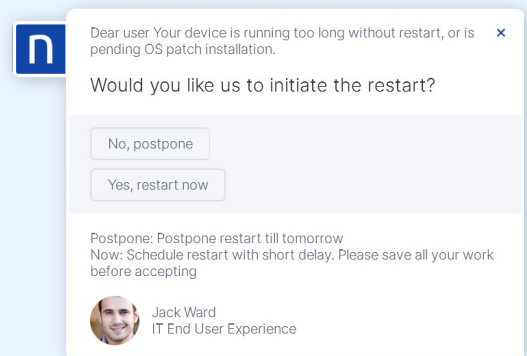 n
Dear user Your device is running too long without restart, or is
pending OS patch installation.
Would you like us to initiate the restart?
No, postpone
Yes, restart now
Postpone: Postpone restart till tomorrow
Now: Schedule restart with short delay. Please save all your work
before accepting
Jack Ward
IT End User Experience